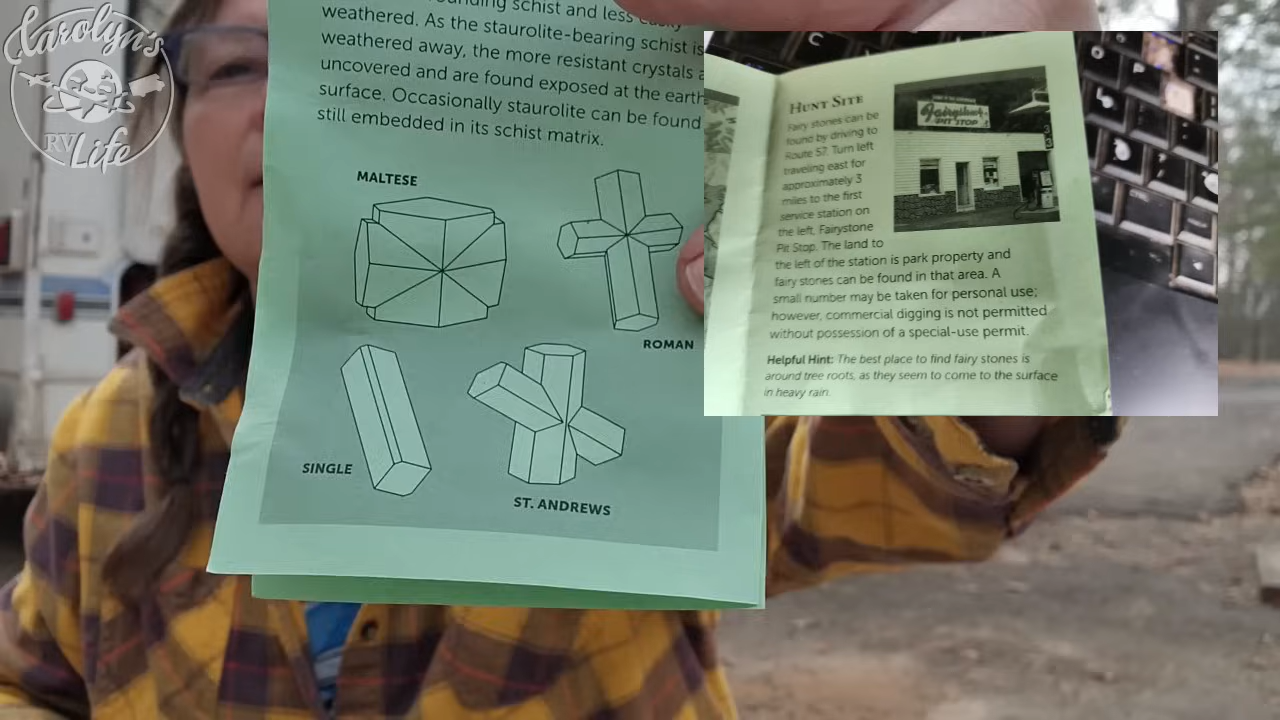 Karolyn's
RV
Life
schist and less
weathered. As the staurolite-bearing schist is
weathered away, the more resistant crystals a
uncovered and are found exposed at the earth
surface. Occasionally staurolite can be found
still embedded in its schist matrix.
MALTESE
ROMAN
SINGLE
ST. ANDREWS
HUNT SITE
Fairy stones can be
found by driving to
Route 57. Turn left
traveling east for
approximately 3
miles to the first
service station on
the left, Fairystone
Pit Stop. The land to
the left of the station is park property and
fairy stones can be found in that area. A
small number may be taken for personal use;
however, commercial digging is not permitted
without possession of a special-use permit.
Helpful Hint: The best place to find fairy stones is
around tree roots, as they seem to come to the surface
in heavy rain.
Fairystone
PIT STOP
C